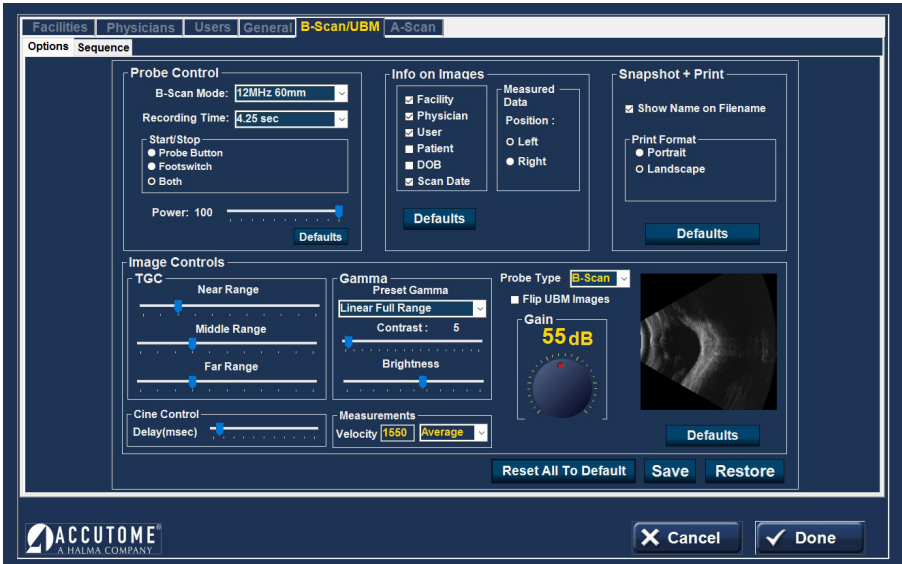 Facilities Physicians Users General B-Scan/UBM A-Scan
Options Sequence
Probe Control
B-Scan Mode: 12MHz 60mm
Recording Time: 4.25 sec
Start/Stop
Probe Button
Footswitch
Both
Power: 100
Defaults
Info on Images
Facility
Physician
User
Patient
DOB
Scan Date
Measured
Data
Position :
Left
Right
Defaults
Snapshot + Print
Show Name on Filename
Print Format
Portrait
Landscape
Defaults
Image Controls
TGC
Near Range
Middle Range
Far Range
Cine Control
Delay(msec)
Gamma
Preset Gamma
Linear Full Range
Contrast : 5
Brightness
Measurements
Velocity 1550 Average
Probe Type B-Scan
Flip UBM Images
Gain
55 dB
Defaults
Reset All To Default Save Restore
ACCUTOME®
A HALMA COMPANY
Cancel Done